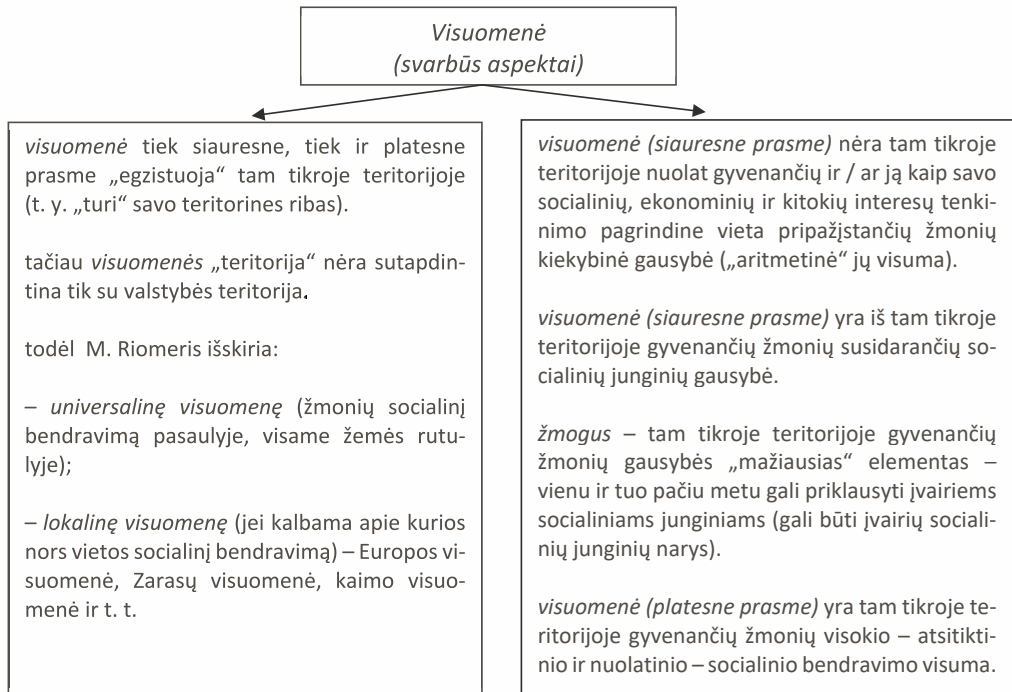 Visuomenė
(svarbūs aspektai)
visuomenė tiek siauresne, tiek ir platesne
prasme „egzistuoja“ tam tikroje teritorijoje
(t. y. „turi“ savo teritorines ribas).
tačiau visuomenės „teritorija“ nėra sutapdin-
tina tik su valstybės teritorija.
todėl M. Riomeris išskiria:
– universalinę visuomenę (žmonių socialinį
bendravimą pasaulyje, visame žemės rutu-
lyje);
– lokalinę visuomenę (jei kalbama apie kurios
nors vietos socialinį bendravimą) – Europos vi-
suomenė, Zarasų visuomenė, kaimo visuo-
menė ir t. t.
visuomenė (siauresne prasme) nėra tam tikroje
teritorijoje nuolat gyvenančių ir / ar ją kaip savo
socialinių, ekonominių ir kitokių interesų tenki-
nimo pagrindine vieta pripažįstančių žmonių
kiekybinė gausybė („aritmetinė“ jų visuma).
visuomenė (siauresne prasme) yra iš tam tikroje
teritorijoje gyvenančių žmonių susidarančių so-
cialinių junginių gausybė.
žmogus – tam tikroje teritorijoje gyvenančių
žmonių gausybės „mažiausias“ elementas –
vienu ir tuo pačiu metu gali priklausyti įvairiems
socialiniams junginiams (gali būti įvairių sociali-
nių junginių narys).
visuomenė (platesne prasme) yra tam tikroje te-
ritorijoje gyvenančių žmonių visokio – atsitikti-
nio ir nuolatinio – socialinio bendravimo visuma.